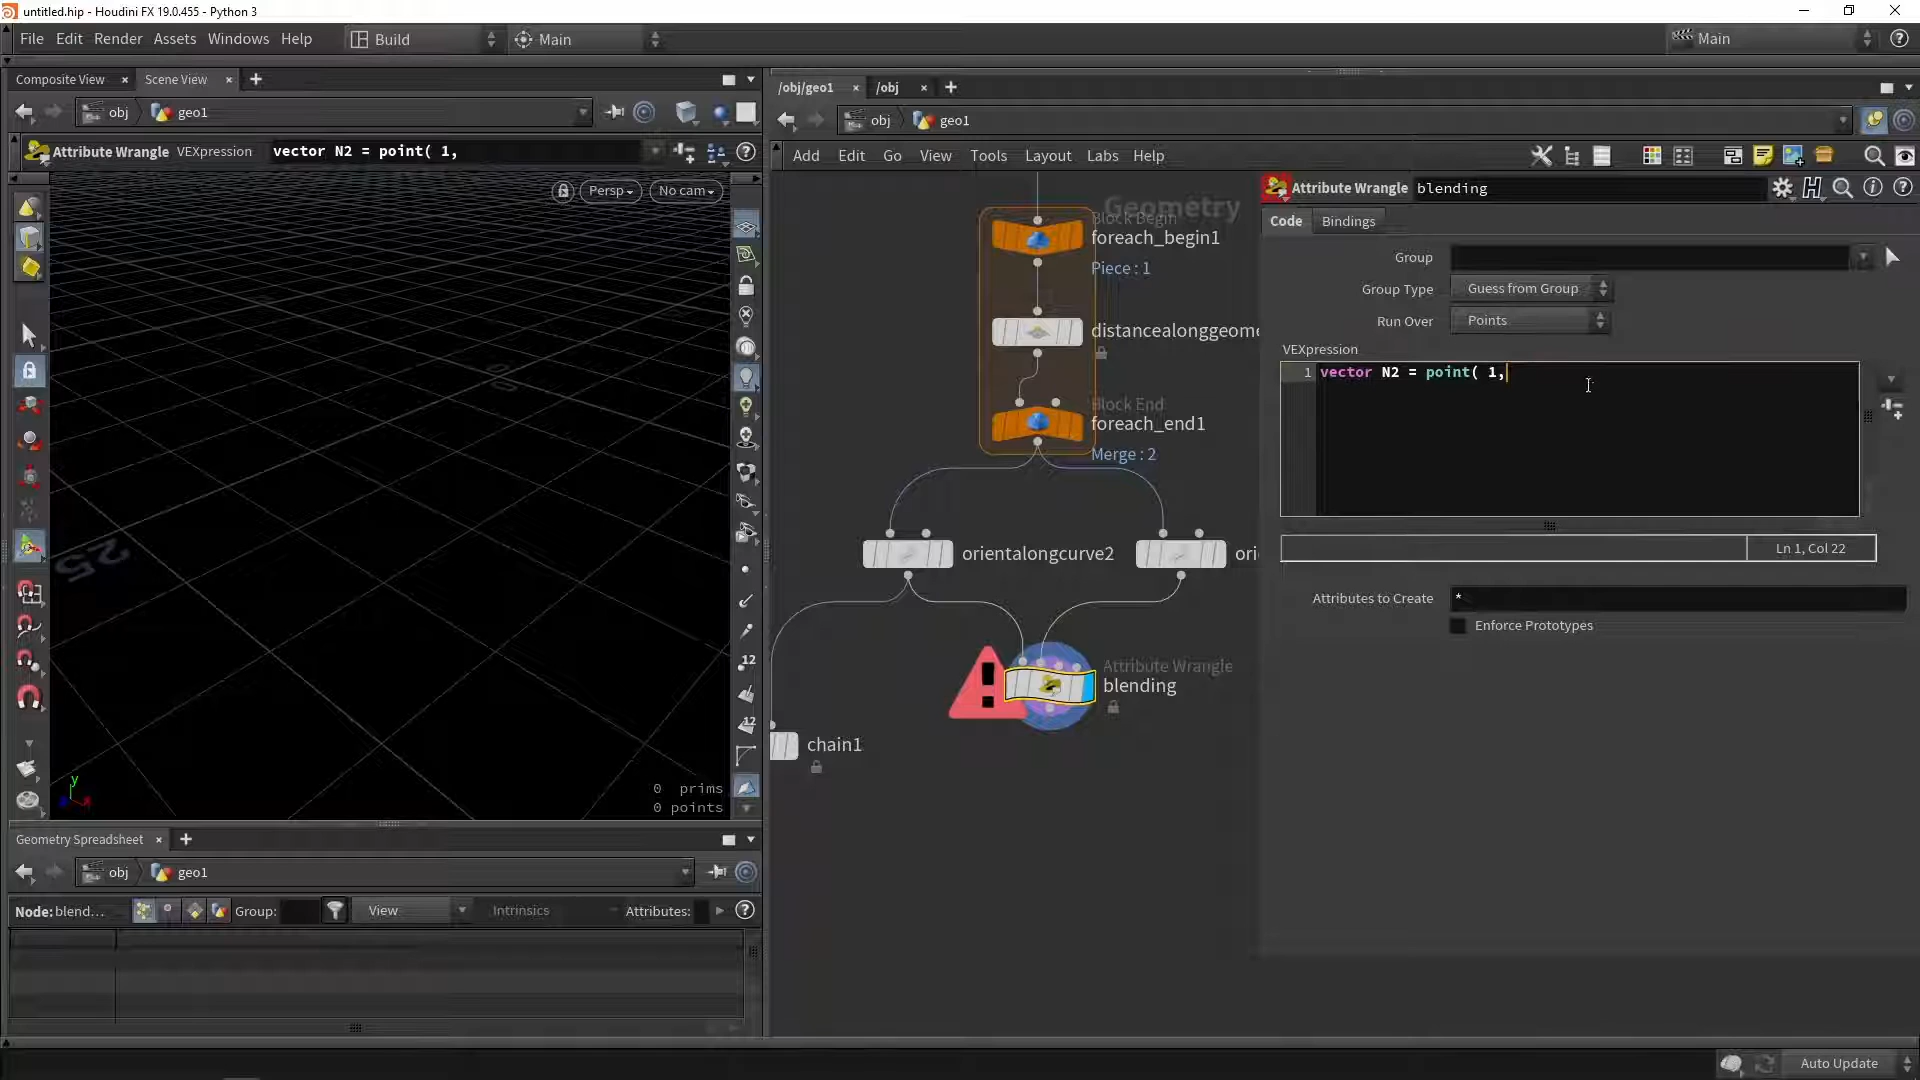 untitled.hip - Houdini FX 19.0.455 - Python 3
File Edit Render Assets Windows Help
Build
Main
Main
Composite View
Scene View
obj
geo1
Attribute Wrangle VEXpression vector N2 = point( 1,
Persp
No cam
25
12
12
0 prims
0 points
y
x
Geometry Spreadsheet
obj
geo1
Node: blend...
Group:
View
Intrinsics
Attributes:
/obj/geo1
/obj
obj
geo1
Add Edit Go View Tools Layout Labs Help
Geometry
Block Begin
foreach_begin1
Piece : 1
distancealonggeome
Block End
foreach_end1
Merge : 2
orientalongcurve2
orie
Attribute Wrangle
blending
chain1
Attribute Wrangle blending
Code
Bindings
Group
Group Type Guess from Group
Run Over Points
VEXpression
1 vector N2 = point( 1,
Ln 1, Col 22
Attributes to Create *
Enforce Prototypes
Auto Update